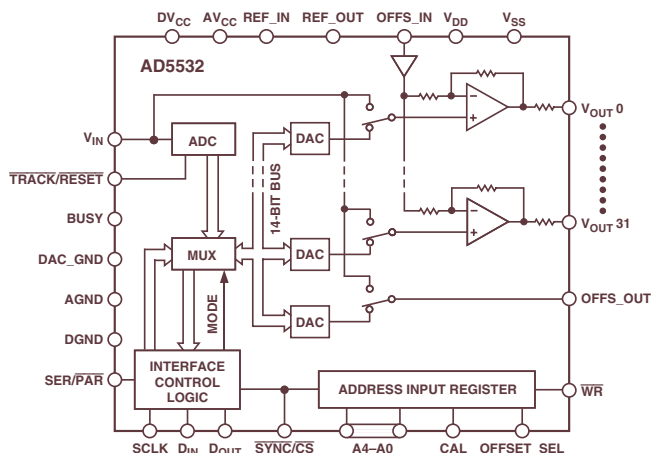 DVCC AVCC REF_IN REF_OUT OFFS_IN VDD VSS
AD5532
VIN
ADC
DAC
VOUT 0
TRACK/RESET
14-BIT BUS
BUSY
VOUT 31
DAC_GND
MUX
DAC
AGND
MODE
DAC
OFFS_OUT
DGND
SER/PAR
INTERFACE
CONTROL
LOGIC
ADDRESS INPUT REGISTER
WR
SCLK DIN DOUT SYNC/CS A4–A0 CAL OFFSET_SEL